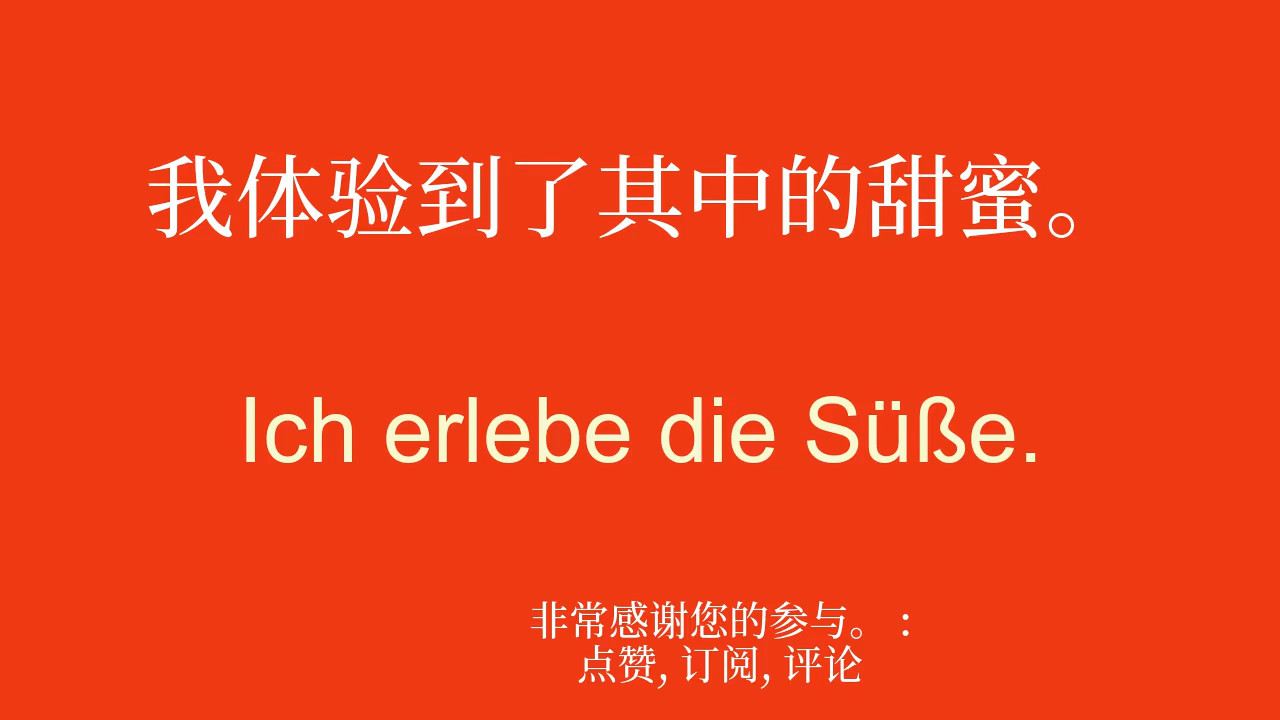 我体验到了其中的甜蜜。
Ich erlebe die Süße.
非常感谢您的参与。 :
点赞, 订阅, 评论